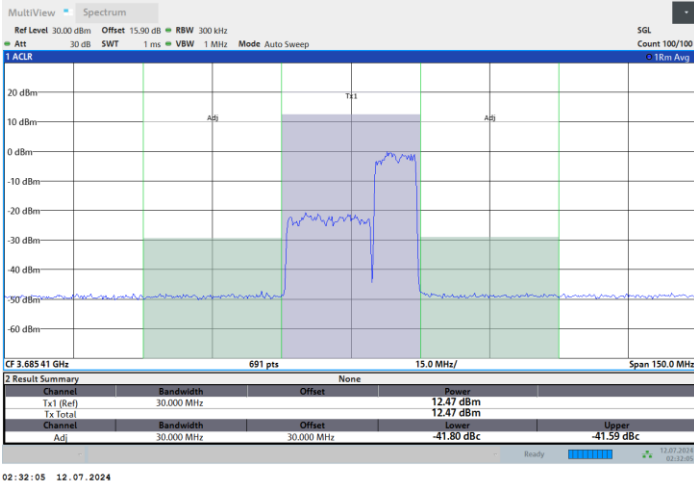 MultiView Spectrum
Ref Level 30.00 dBm Offset 15.90 dB RBW 300 kHz SGL
Att 30 dB SWT 1 ms VBW 1 MHz Mode Auto Sweep Count 100/100
1 ACLR 1Rm Avg
20 dBm
Tx1
10 dBm
Adj Adj
0 dBm
-10 dBm
-20 dBm
-30 dBm
-40 dBm
-50 dBm
-60 dBm
CF 3.685 41 GHz 691 pts 15.0 MHz/ Span 150.0 MHz
2 Result Summary None
Channel Bandwidth Offset Power
Tx1 (Ref) 30.000 MHz 12.47 dBm
Tx Total 12.47 dBm
Channel Bandwidth Offset Lower Upper
Adj 30.000 MHz 30.000 MHz -41.80 dBc -41.59 dBc
Ready 12.07.2024
02:32:05
02:32:05 12.07.2024